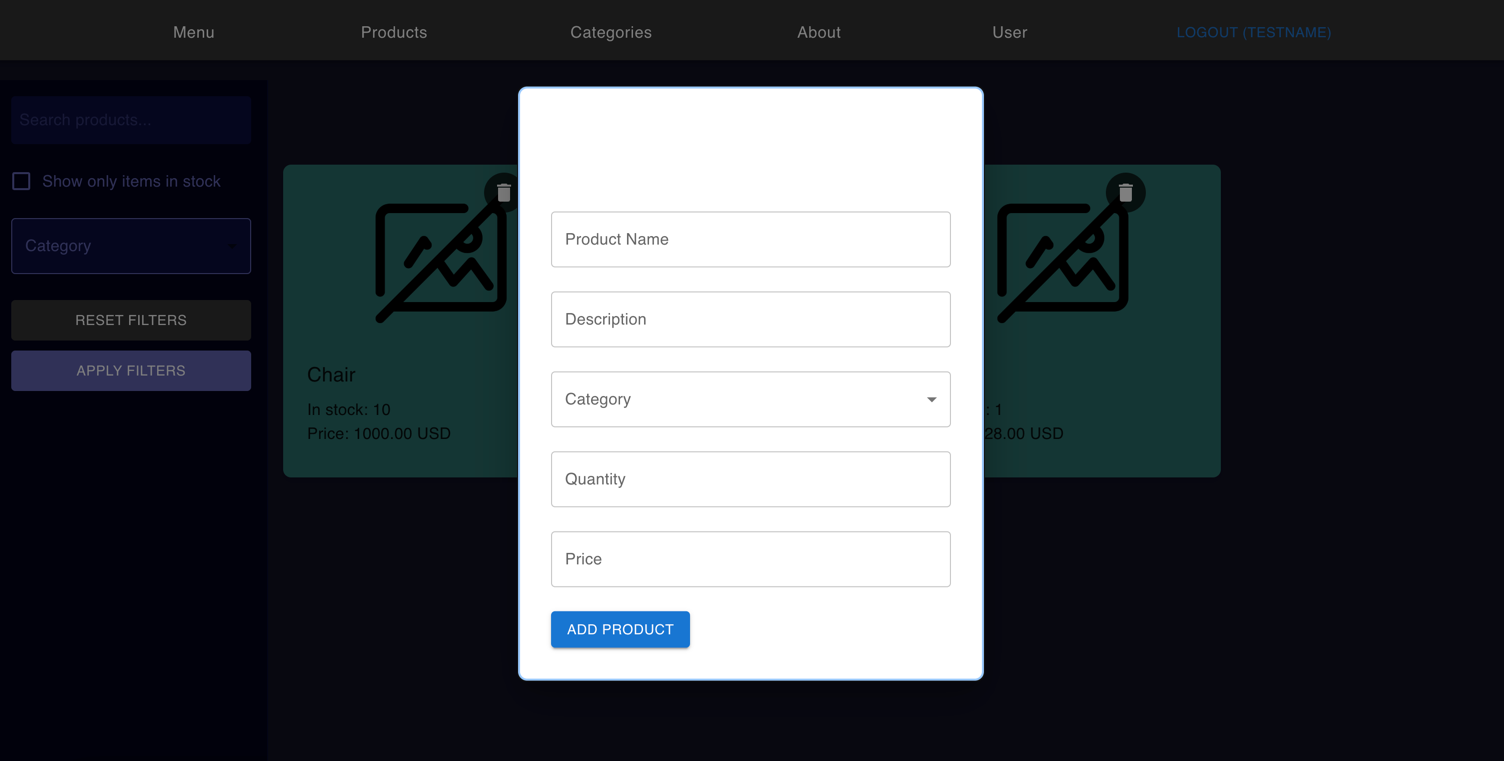 Menu
Products
Categories
About
User
LOGOUT (TESTNAME)
Search products...
Show only items in stock
Category
RESET FILTERS
APPLY FILTERS
Chair
In stock: 10
Price: 1000.00 USD
Product Name
Description
Category
Quantity
Price
ADD PRODUCT
: 1
28.00 USD